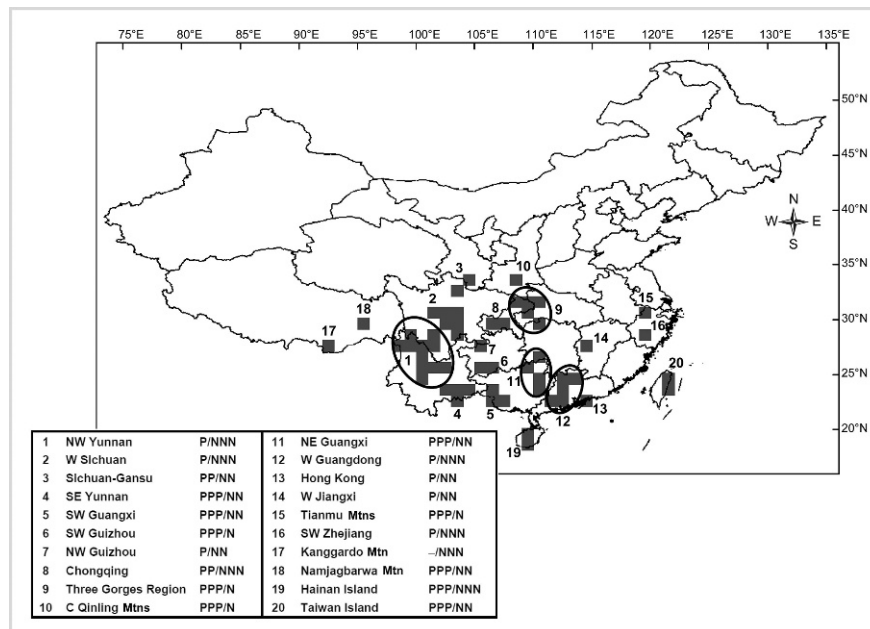 75°E 80°E 85°E 90°E 95°E 100°E 105°E 110°E 115°E 120°E 125°E 130°E 135°E
50°N
45°N
40°N
35°N
30°N
25°N
20°N
N
W E
S
3
10
2
8
9
15
18
17
16
14
7
1
6
11
20
4
5
12
13
19
1 NW Yunnan P/NNN
2 W Sichuan P/NNN
3 Sichuan-Gansu PP/NN
4 SE Yunnan PPP/NN
5 SW Guangxi PPP/NN
6 SW Guizhou PPP/N
7 NW Guizhou P/NN
8 Chongqing PP/NNN
9 Three Gorges Region PPP/N
10 C Qinling Mtns PPP/N
11 NE Guangxi PPP/NN
12 W Guangdong P/NNN
13 Hong Kong P/NN
14 W Jiangxi P/NN
15 Tianmu Mtns PPP/N
16 SW Zhejiang P/NNN
17 Kanggardo Mtn –/NNN
18 Namjagbarwa Mtn PPP/NN
19 Hainan Island PPP/NNN
20 Taiwan Island PPP/NN